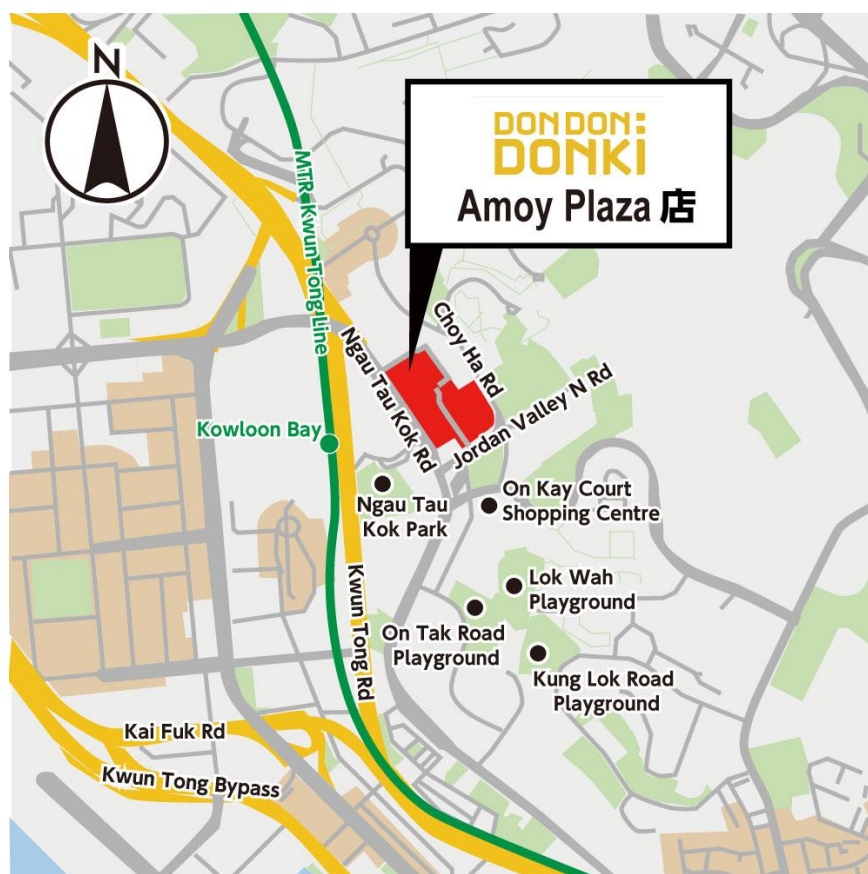 N
DON DON:
DONKI
Amoy Plaza 店
MTR Kwun Tong Line
Choy Ha Rd
Ngau Tau Kok Rd
Jordan Valley N Rd
Kowloon Bay
Ngau Tau
Kok Park
On Kay Court
Shopping Centre
Lok Wah
Playground
On Tak Road
Playground
Kung Lok Road
Playground
Kwun Tong Rd
Kai Fuk Rd
Kwun Tong Bypass